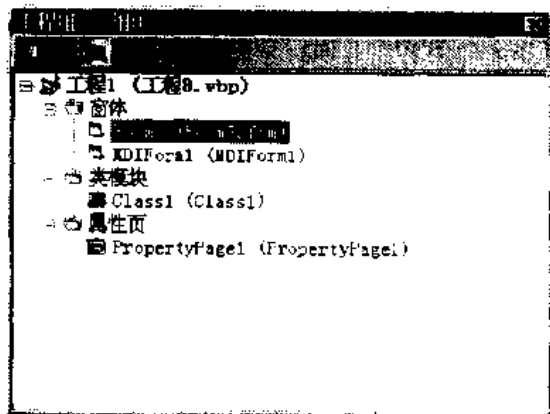 工程1 (工程8.vbp)
窗体
MDIForm1 (MDIForm1)
类模块
Class1 (Class1)
属性页
PropertyPage1 (PropertyPage1)